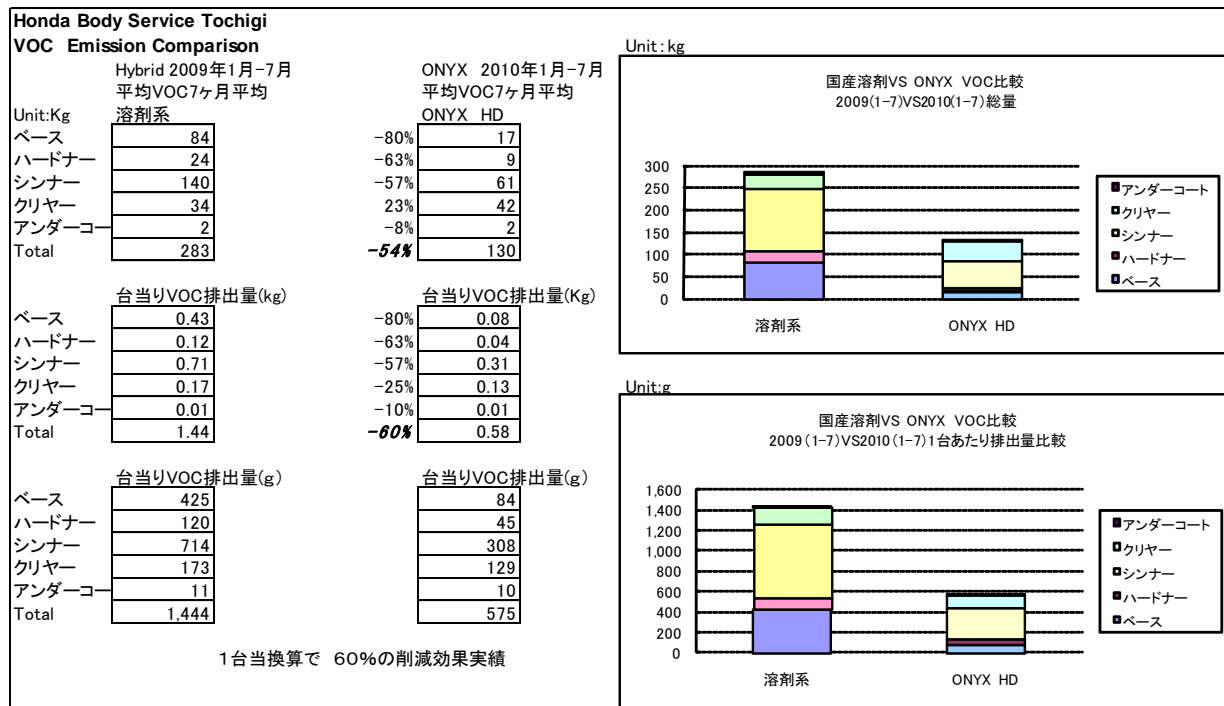 Honda Body Service Tochigi
VOC Emission Comparison
Hybrid 2009年1月-7月 ONYX 2010年1月-7月
平均VOC7ヶ月平均 平均VOC7ヶ月平均
Unit:Kg 溶剤系 ONYX HD
ベース 84 -80% 17
ハードナー 24 -63% 9
シンナー 140 -57% 61
クリヤー 34 23% 42
アンダーコー 2 -8% 2
Total 283 -54% 130
台当りVOC排出量(kg) 台当りVOC排出量(Kg)
ベース 0.43 -80% 0.08
ハードナー 0.12 -63% 0.04
シンナー 0.71 -57% 0.31
クリヤー 0.17 -25% 0.13
アンダーコー 0.01 -10% 0.01
Total 1.44 -60% 0.58
台当りVOC排出量(g) 台当りVOC排出量(g)
ベース 425 84
ハードナー 120 45
シンナー 714 308
クリヤー 173 129
アンダーコー 11 10
Total 1,444 575
1台当換算で 60%の削減効果実績
Unit:kg
国産溶剤VS ONYX VOC比較
2009(1-7)VS2010(1-7)総量
300
250
200
150
100
50
0
溶剤系 ONYX HD
アンダーコート
クリヤー
シンナー
ハードナー
ベース
Unit:g
国産溶剤VS ONYX VOC比較
2009(1-7)VS2010(1-7)1台あたり排出量比較
1,600
1,400
1,200
1,000
800
600
400
200
0
溶剤系 ONYX HD
アンダーコート
クリヤー
シンナー
ハードナー
ベース